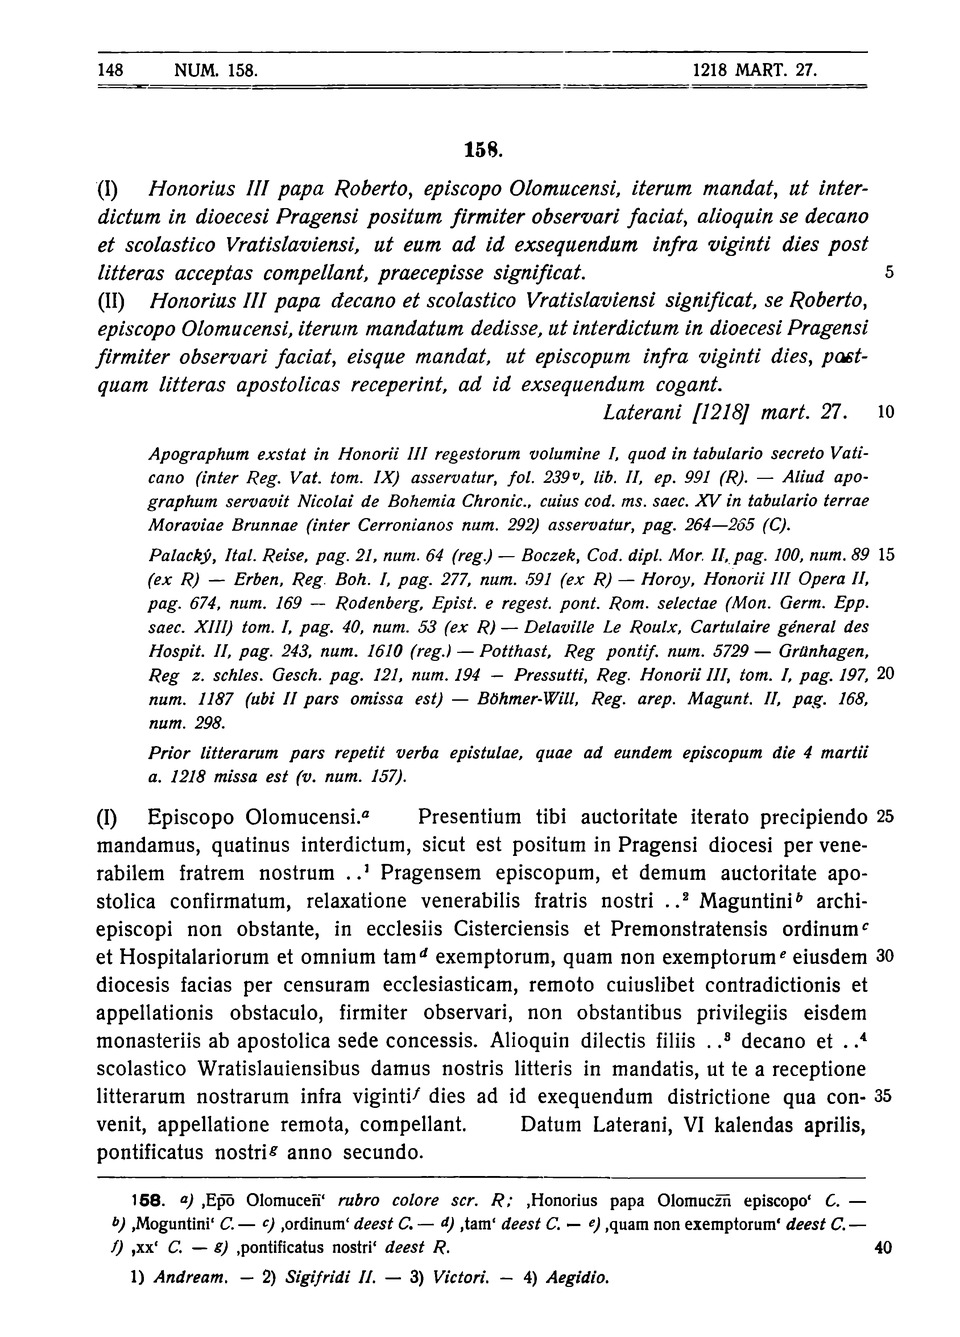 148 NUM. 158. 1218 MART. 27.
158.
(I) Honorius III papa Roberto, episcopo Olomucensi, iterum mandat, ut inter-
dictum in dioecesi Pragensi positum firmiter observari faciat, alioquin se decano
et scolastico Vratislaviensi, ut eum ad id exsequendum infra viginti dies post
litteras acceptas compellant, praecepisse significat. 5
(II) Honorius III papa decano et scolastico Vratislaviensi significat, se Roberto,
episcopo Olomucensi, iterum mandatum dedisse, ut interdictum in dioecesi Pragensi
firmiter observari faciat, eisque mandat, ut episcopum infra viginti dies, post-
quam litteras apostolicas receperint, ad id exsequendum cogant.
Laterani [1218] mart. 27. 10
Apographum exstat in Honorii III regestorum volumine I, quod in tabulario secreto Vati-
cano (inter Reg. Vat. tom. IX) asservatur, fol. 239ᵛ, lib. II, ep. 991 (R). — Aliud apo-
graphum servavit Nicolai de Bohemia Chronic., cuius cod. ms. saec. XV in tabulario terrae
Moraviae Brunnae (inter Cerronianos num. 292) asservatur, pag. 264—265 (C).
Palacký, Ital. Reise, pag. 21, num. 64 (reg.) — Boczek, Cod. dipl. Mor. II, pag. 100, num. 89 15
(ex R) — Erben, Reg. Boh. I, pag. 277, num. 591 (ex R) — Horoy, Honorii III Opera II,
pag. 674, num. 169 — Rodenberg, Epist. e regest. pont. Rom. selectae (Mon. Germ. Epp.
saec. XIII) tom. I, pag. 40, num. 53 (ex R) — Delaville Le Roulx, Cartulaire géneral des
Hospit. II, pag. 243, num. 1610 (reg.) — Potthast, Reg pontif. num. 5729 — Grünhagen,
Reg z. schles. Gesch. pag. 121, num. 194 — Pressutti, Reg. Honorii III, tom. I, pag. 197, 20
num. 1187 (ubi II pars omissa est) — Böhmer-Will, Reg. arep. Magunt. II, pag. 168,
num. 298.
Prior litterarum pars repetit verba epistulae, quae ad eundem episcopum die 4 martii
a. 1218 missa est (v. num. 157).
(I) Episcopo Olomucensi.ᵃ Presentium tibi auctoritate iterato precipiendo 25
mandamus, quatinus interdictum, sicut est positum in Pragensi diocesi per vene-
rabilem fratrem nostrum . .¹ Pragensem episcopum, et demum auctoritate apo-
stolica confirmatum, relaxatione venerabilis fratris nostri . .² Maguntiniᵇ archi-
episcopi non obstante, in ecclesiis Cisterciensis et Premonstratensis ordinumᶜ
et Hospitalariorum et omnium tamᵈ exemptorum, quam non exemptorumᵉ eiusdem 30
diocesis facias per censuram ecclesiasticam, remoto cuiuslibet contradictionis et
appellationis obstaculo, firmiter observari, non obstantibus privilegiis eisdem
monasteriis ab apostolica sede concessis. Alioquin dilectis filiis . .³ decano et . .⁴
scolastico Wratislauiensibus damus nostris litteris in mandatis, ut te a receptione
litterarum nostrarum infra vigintiᶠ dies ad id exequendum districtione qua con- 35
venit, appellatione remota, compellant. Datum Laterani, VI kalendas aprilis,
pontificatus nostriᵍ anno secundo.
158. a) ‚Epō Olomuceñ‘ rubro colore scr. R; ‚Honorius papa Olomuczn̄ episcopo‘ C. —
b) ‚Moguntini‘ C. — c) ‚ordinum‘ deest C. — d) ‚tam‘ deest C. — e) ‚quam non exemptorum‘ deest C. —
f) ‚xx‘ C. — g) ‚pontificatus nostri‘ deest R. 40
1) Andream. — 2) Sigifridi II. — 3) Victori. — 4) Aegidio.